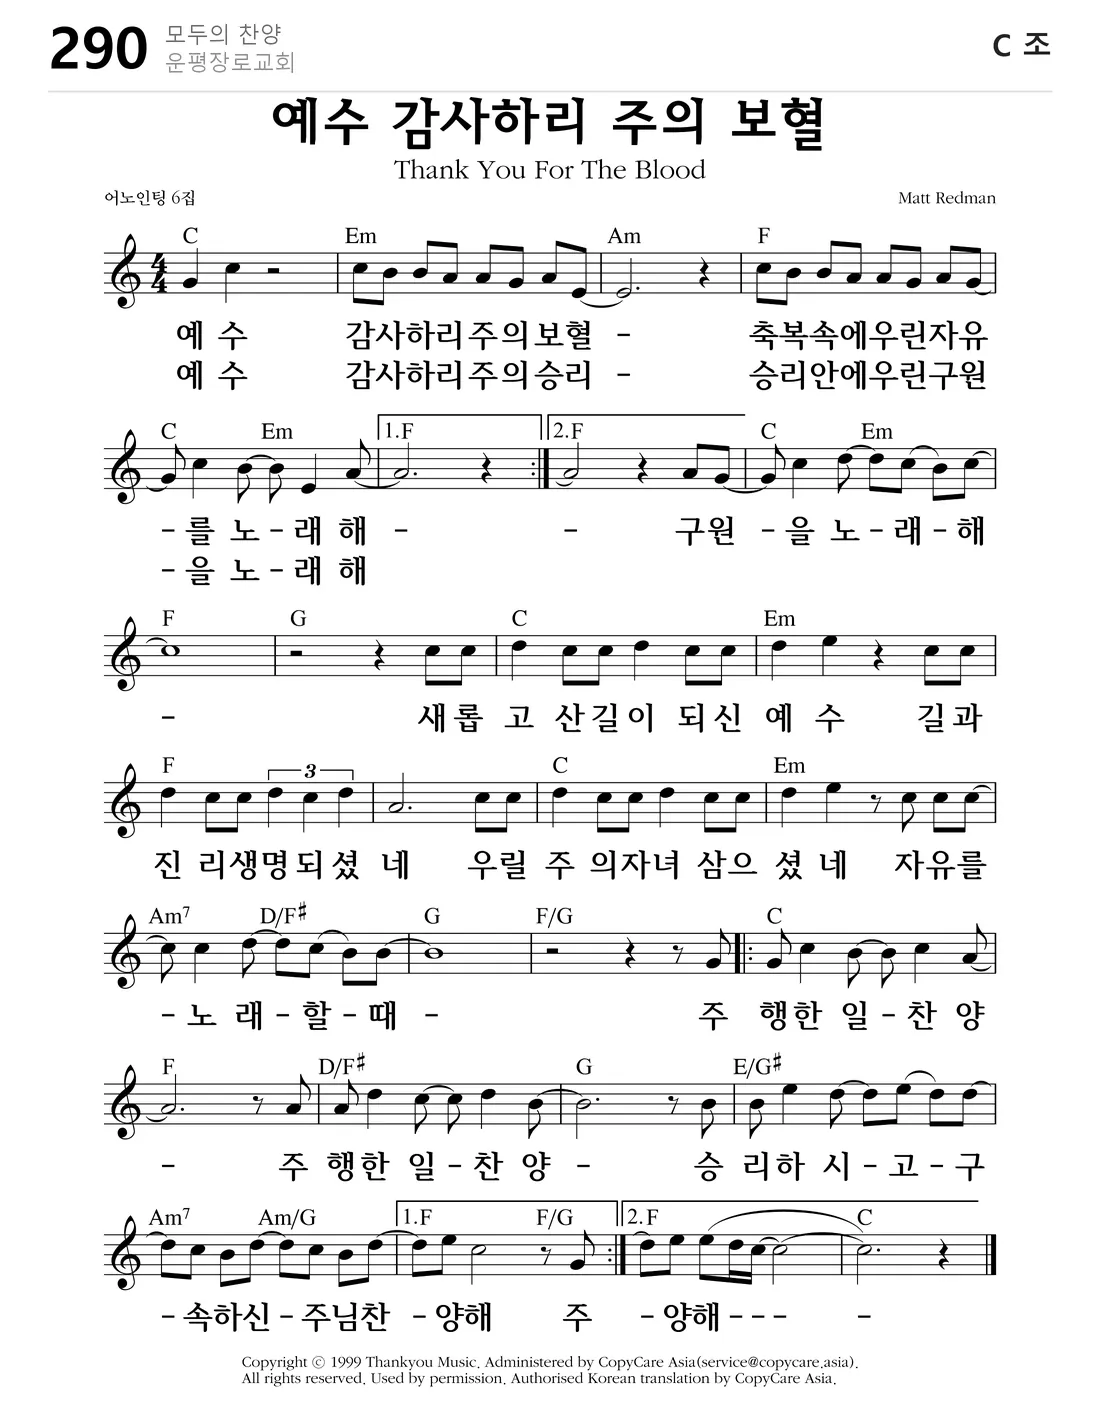 290
모두의 찬양
운평장로교회
C 조
예수 감사하리 주의 보혈
Thank You For The Blood
어노인팅 6집
Matt Redman
C Em Am F
예 수 감사하리 주의 보혈 - 축복속에우린자유
예 수 감사하리 주의 승리 - 승리안에우린구원
C Em 1.F 2.F C Em
- 를 노 - 래 해 - - 구원 - 을 노 - 래 - 해
- 을 노 - 래 해
F G C Em
- 새 롭 고 산 길 이 되 신 예 수 길 과
F 3 C Em
진 리생명되셨 네 우릴 주 의자녀 삼으 셨 네 자유를
Am7 D/F♯ G F/G C
- 노 래 - 할 - 때 - 주 행한 일 - 찬 양
F D/F♯ G E/G♯
- 주 행한 일 - 찬 양 - 승 리하 시 - 고 - 구
Am7 Am/G 1.F F/G 2.F C
- 속하신 - 주님찬 - 양해 주 - 양해 - - - -
Copyright ⓒ 1999 Thankyou Music. Administered by CopyCare Asia(service@copycare.asia).
All rights reserved. Used by permission. Authorised Korean translation by CopyCare Asia.